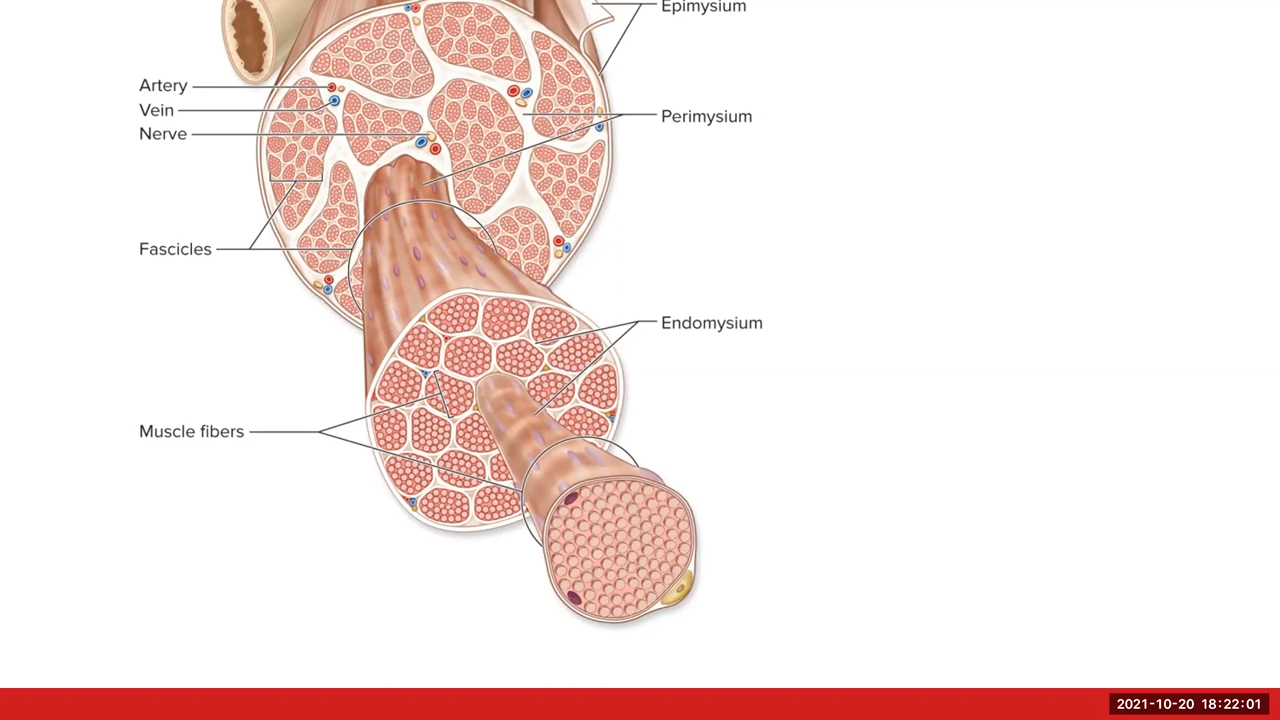 Epimysium
Artery
Vein
Perimysium
Nerve
Fascicles
Endomysium
Muscle fibers
2021-10-20 18:22:01